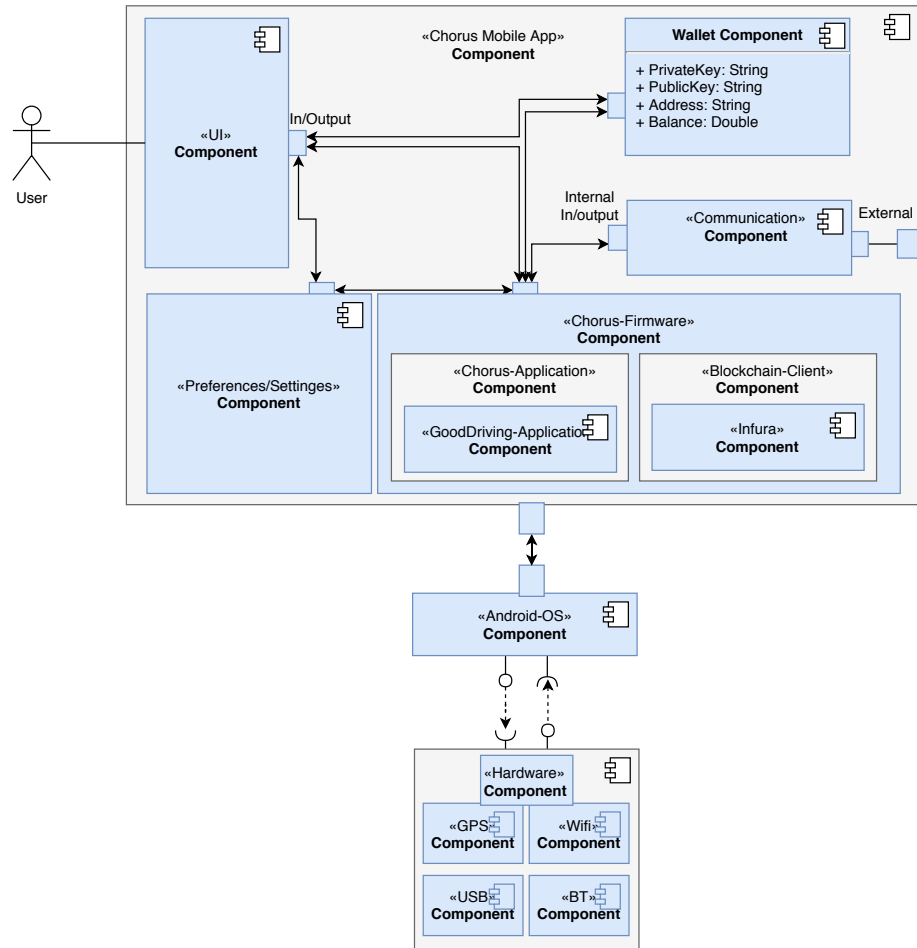 «Chorus Mobile App»
Component
Wallet Component
+ PrivateKey: String
+ PublicKey: String
+ Address: String
+ Balance: Double
In/Output
«UI»
Component
User
Internal
In/output
«Communication»
Component
External
«Chorus-Firmware»
Component
«Preferences/Settinges»
Component
«Chorus-Application»
Component
«GoodDriving-Application
Component
«Blockchain-Client»
Component
«Infura»
Component
«Android-OS»
Component
«Hardware»
Component
«GPS»
Component
«Wifi»
Component
«USB»
Component
«BT»
Component